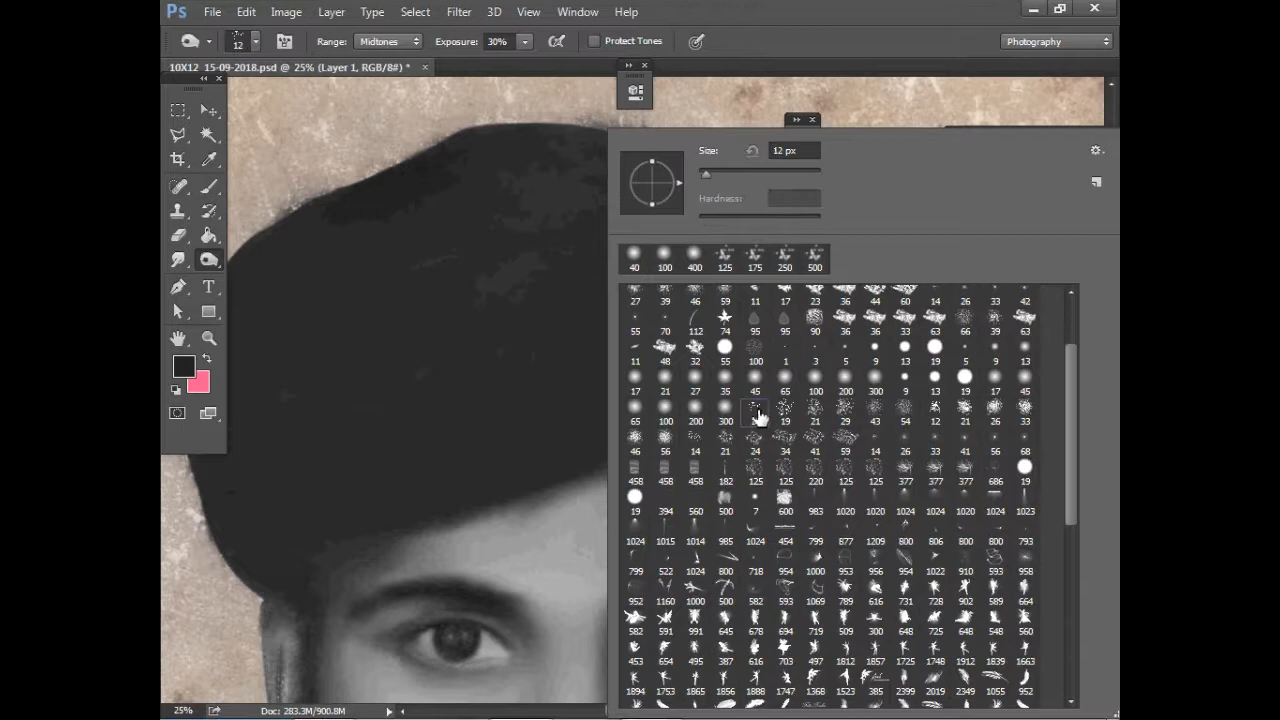 Ps File Edit Image Layer Type Select Filter 3D View Window Help
12 Range: Midtones Exposure: 30% Protect Tones Photography
10X12 15-09-2018.psd @ 25% (Layer 1, RGB/8#) * ×
Size: 12 px
Hardness:
40 100 400 125 175 250 500
27 39 46 59 11 17 23 36 44 60 14 26 33 42
55 70 112 74 95 95 90 36 36 33 63 66 39 63
11 48 32 55 100 1 3 5 9 13 19 5 9 13
17 21 27 35 45 65 100 200 300 9 13 19 17 45
65 100 200 300 19 21 29 43 54 12 21 26 33
46 56 14 21 24 34 41 59 14 26 33 41 56 68
458 458 458 182 125 125 220 125 125 377 377 377 686 19
19 394 560 500 7 600 983 1020 1020 1024 1024 1020 1024 1023
1024 1015 1014 985 1024 454 799 877 1209 800 806 800 800 793
799 522 1024 800 718 954 1000 953 956 954 1022 910 593 958
952 1160 1000 500 582 593 1069 789 616 731 728 902 589 664
582 591 991 645 678 694 719 509 300 648 725 648 548 560
453 654 495 387 616 703 497 1812 1857 1725 1748 1912 1839 1663
1894 1753 1865 1856 1888 1747 1368 1523 385 2399 2019 2349 1055 952
25% Doc: 283.3M/900.8M